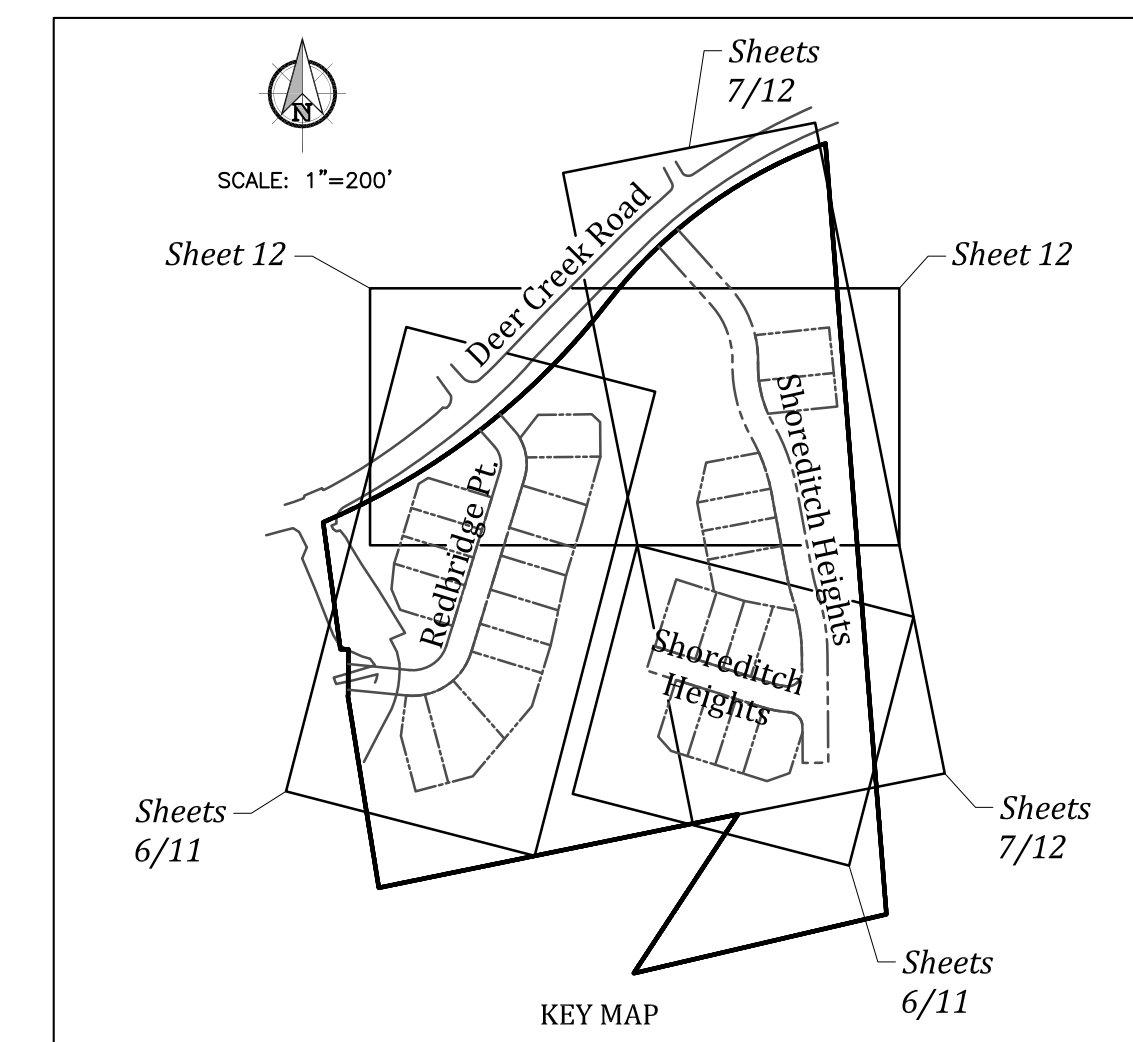 Sheets
7/12
N
SCALE: 1"=200'
Sheet 12
Sheet 12
Deer Creek Road
Shoreditch Heights
Redbridge Pt.
Shoreditch
Heights
Sheets
6/11
Sheets
7/12
Sheets
6/11
KEY MAP